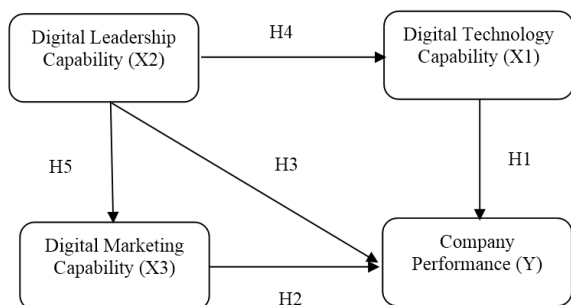 Digital Leadership
Capability (X2)
H4
Digital Technology
Capability (X1)
H5
H3
H1
Digital Marketing
Capability (X3)
H2
Company
Performance (Y)